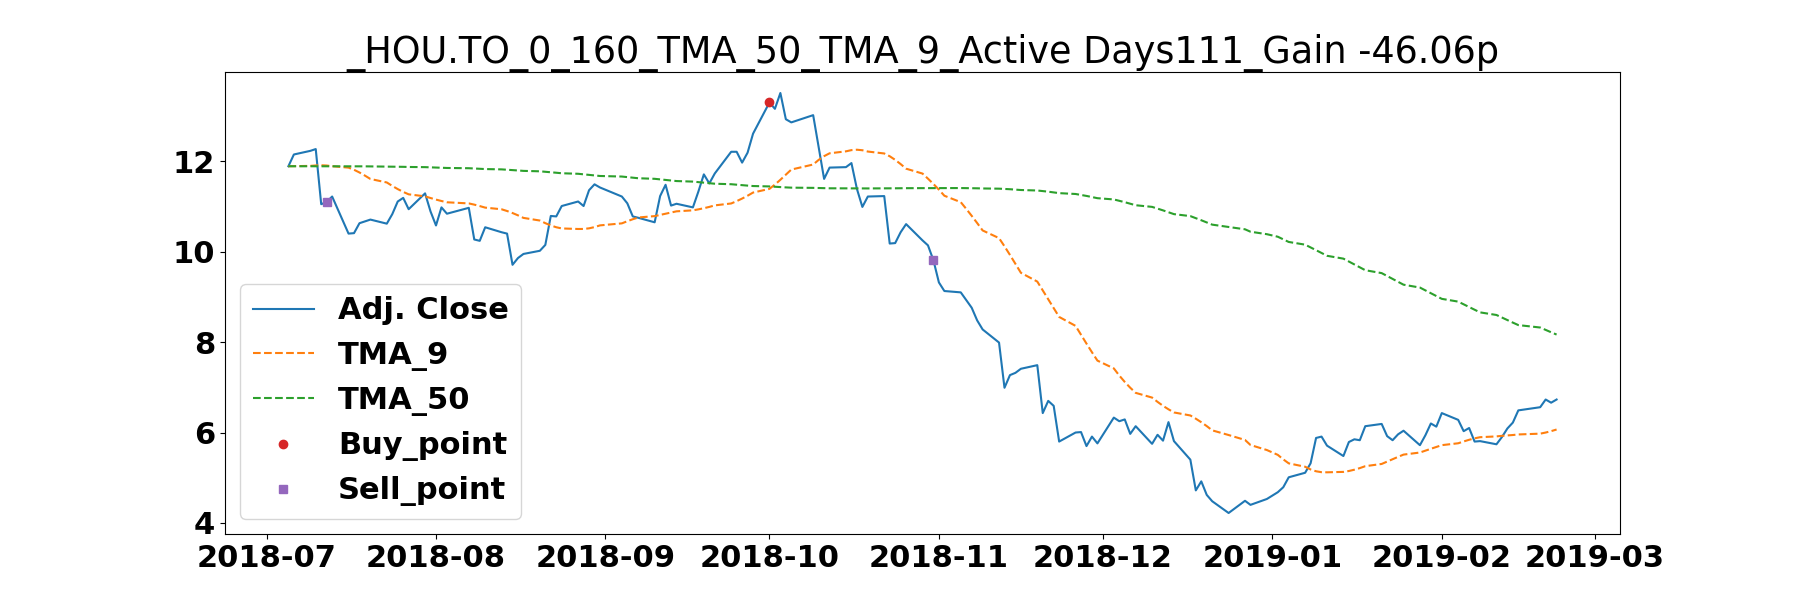 _HOU.TO_0_160_TMA_50_TMA_9_Active Days111_Gain -46.06p
12
10
8
6
4
Adj. Close
TMA_9
TMA_50
Buy_point
Sell_point
2018-07 2018-08 2018-09 2018-10 2018-11 2018-12 2019-01 2019-02 2019-03